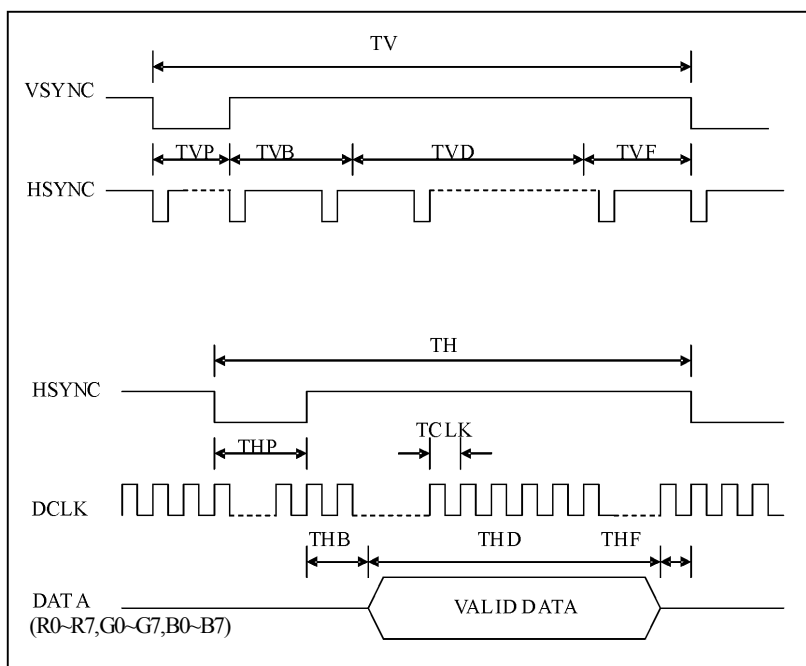 TV
VSYNC
TVP TVB TVD TVF
HSYNC
TH
HSYNC
THP TCLK
DCLK
THB THD THF
DATA VALID DATA
(R0~R7,G0~G7,B0~B7)